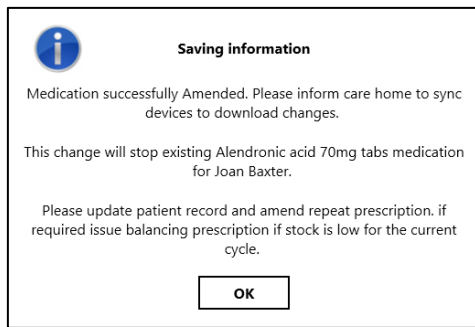 Saving information
Medication successfully Amended. Please inform care home to sync
devices to download changes.
This change will stop existing Alendronic acid 70mg tabs medication
for Joan Baxter.
Please update patient record and amend repeat prescription. if
required issue balancing prescription if stock is low for the current
cycle.
OK